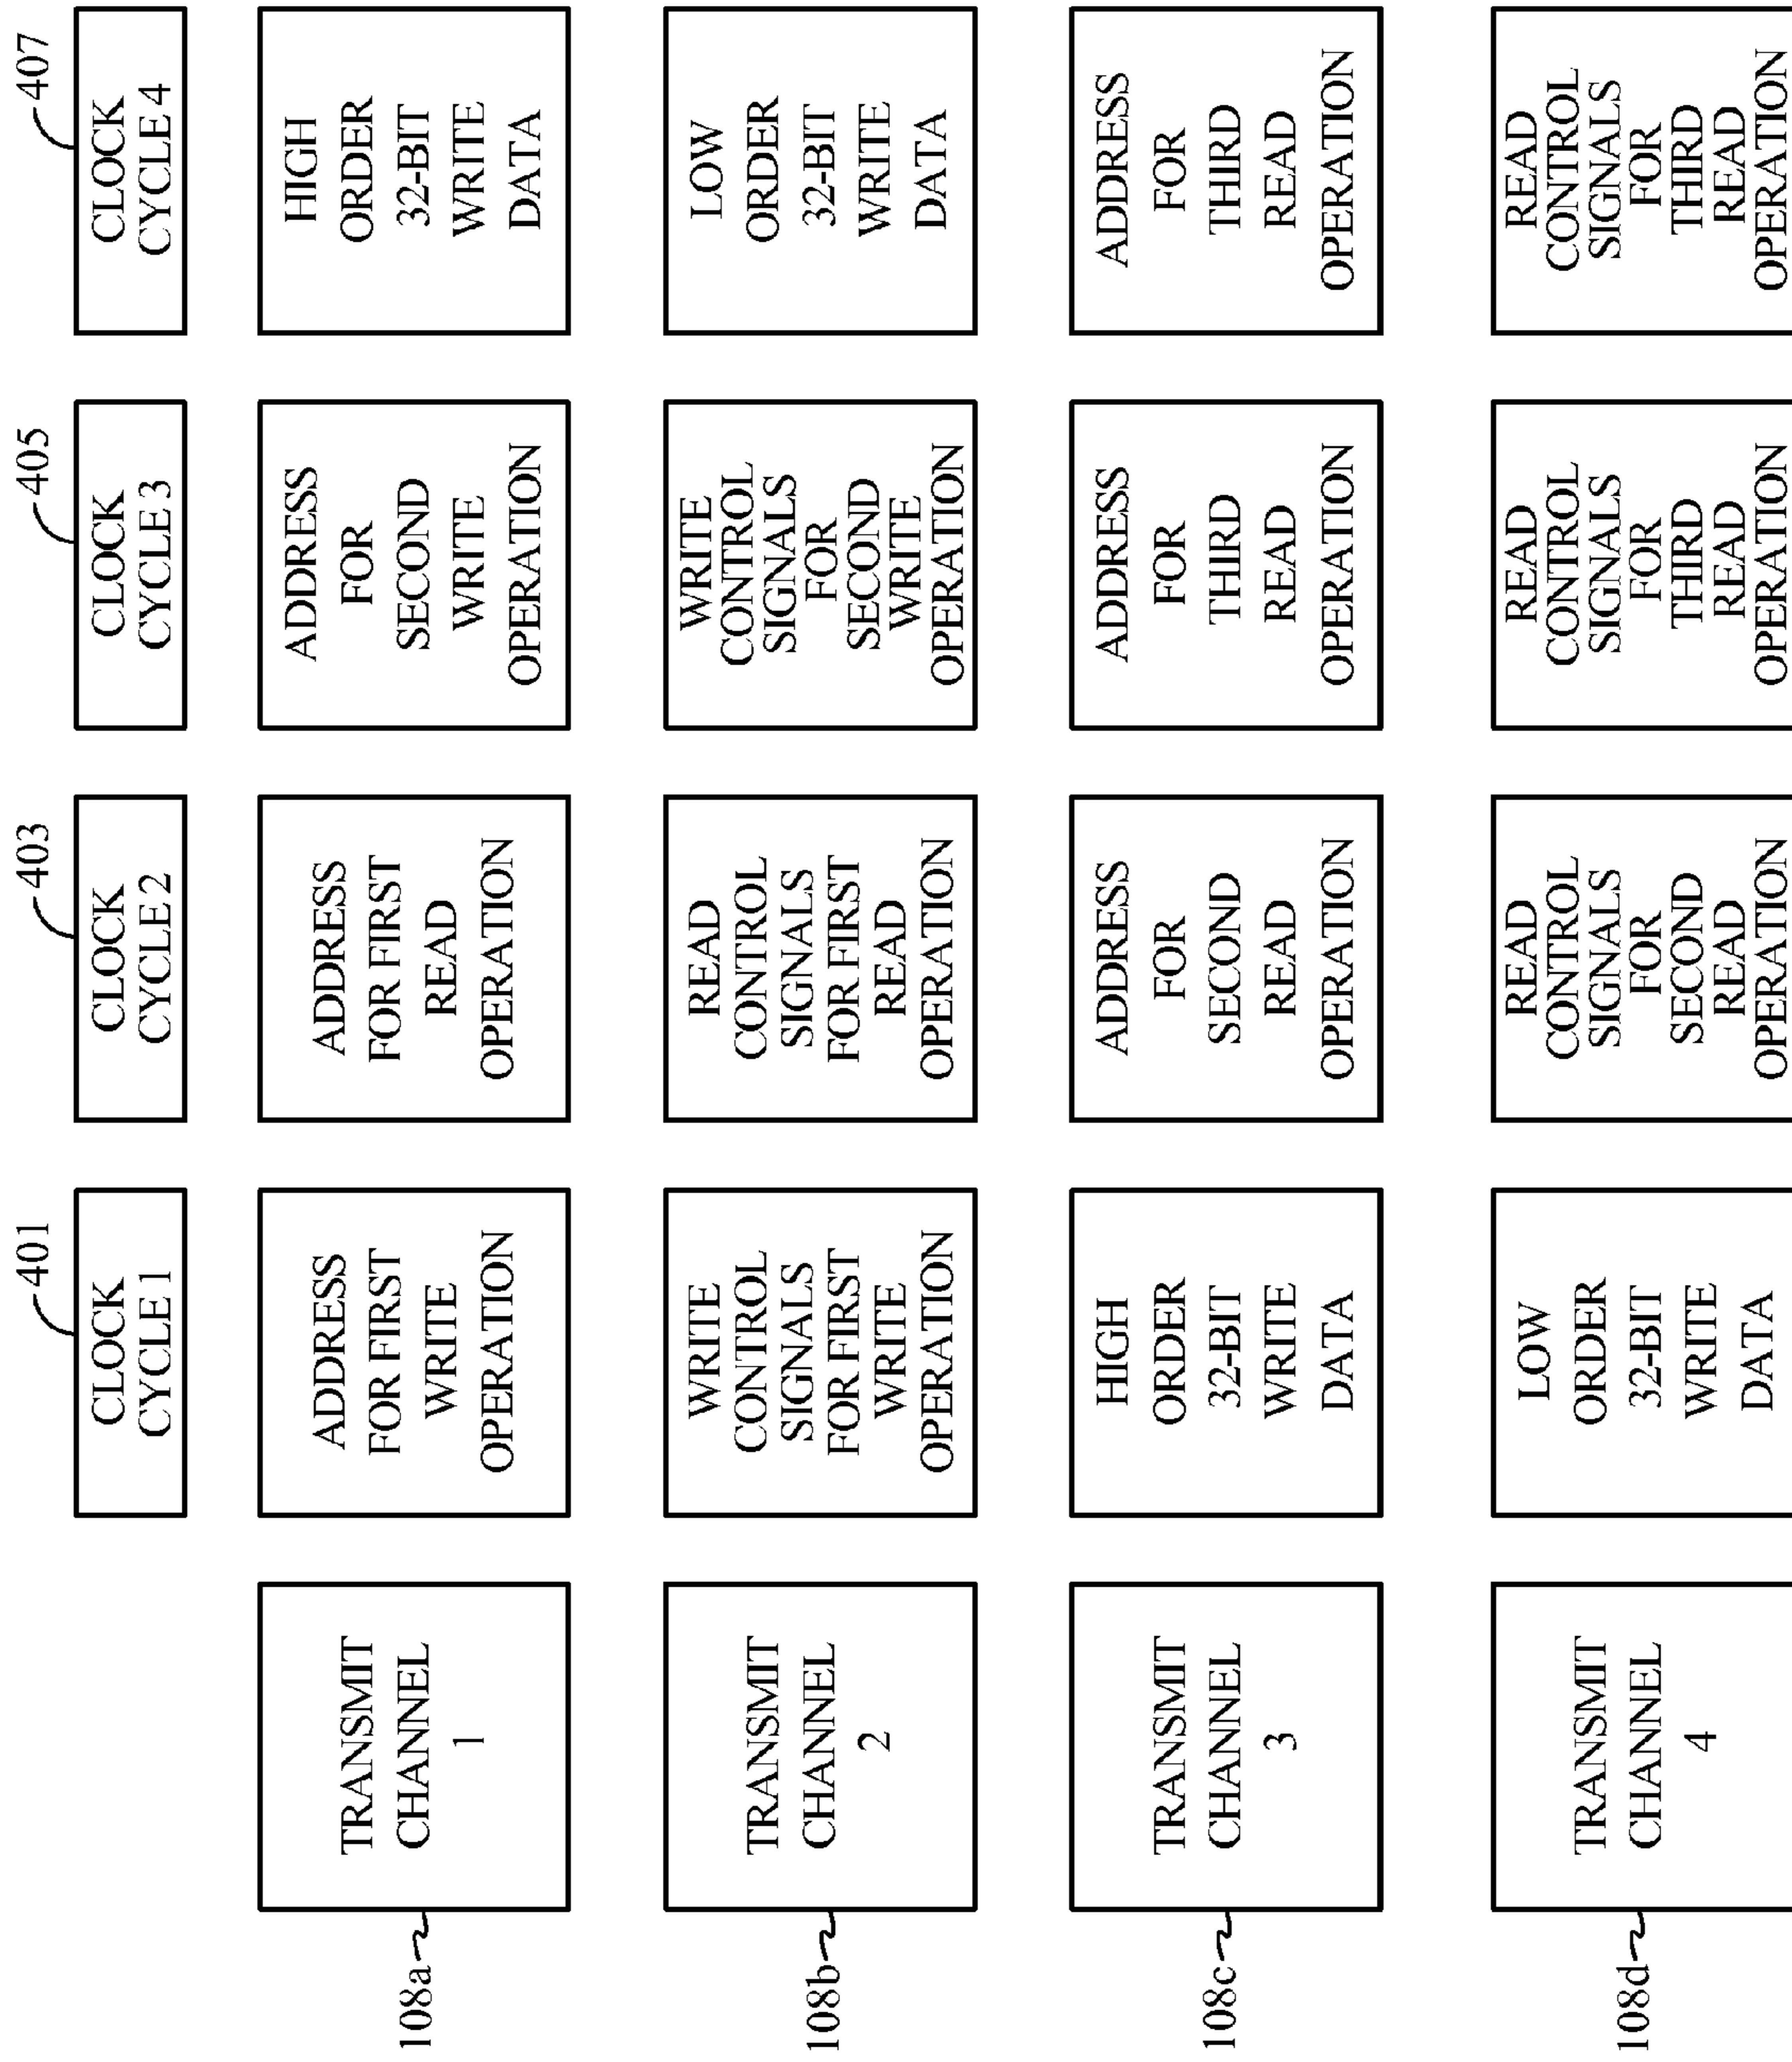 401
403
405
407
CLOCK
CYCLE 1
CLOCK
CYCLE 2
CLOCK
CYCLE 3
CLOCK
CYCLE 4
108a
TRANSMIT
CHANNEL
1
ADDRESS
FOR FIRST
WRITE
OPERATION
ADDRESS
FOR FIRST
READ
OPERATION
ADDRESS
FOR
SECOND
WRITE
OPERATION
HIGH
ORDER
32-BIT
WRITE
DATA
108b
TRANSMIT
CHANNEL
2
WRITE
CONTROL
SIGNALS
FOR FIRST
WRITE
OPERATION
READ
CONTROL
SIGNALS
FOR FIRST
READ
OPERATION
WRITE
CONTROL
SIGNALS
FOR
SECOND
WRITE
OPERATION
LOW
ORDER
32-BIT
WRITE
DATA
108c
TRANSMIT
CHANNEL
3
HIGH
ORDER
32-BIT
WRITE
DATA
ADDRESS
FOR
SECOND
READ
OPERATION
ADDRESS
FOR
THIRD
READ
OPERATION
ADDRESS
FOR
THIRD
READ
OPERATION
108d
TRANSMIT
CHANNEL
4
LOW
ORDER
32-BIT
WRITE
DATA
READ
CONTROL
SIGNALS
FOR
SECOND
READ
OPERATION
READ
CONTROL
SIGNALS
FOR
THIRD
READ
OPERATION
READ
CONTROL
SIGNALS
FOR
THIRD
READ
OPERATION